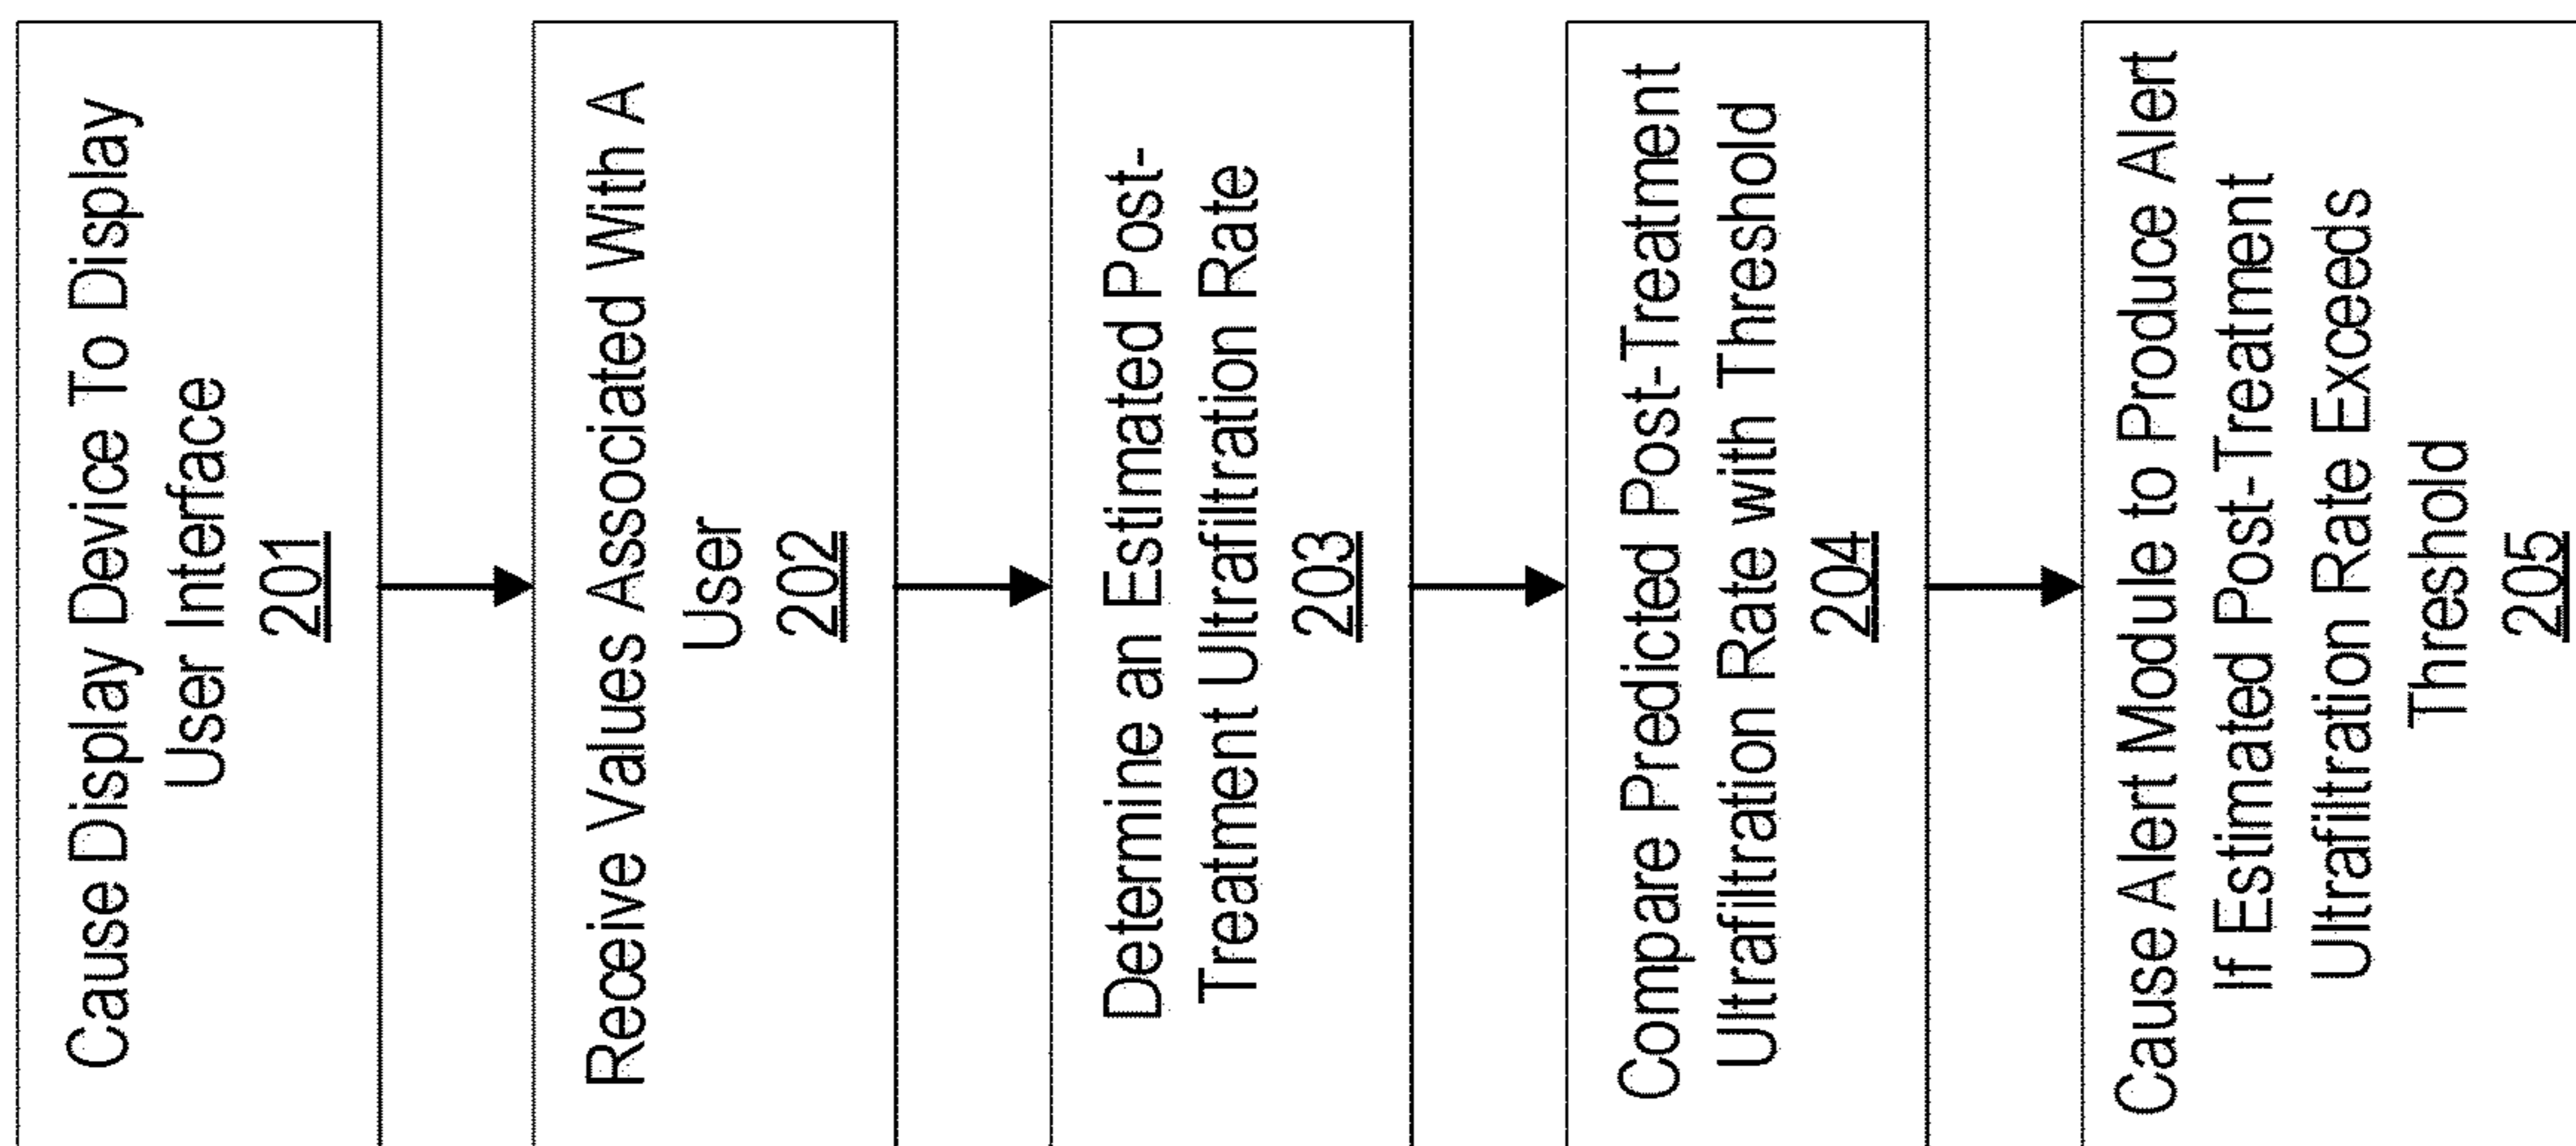 Cause Display Device To Display
User Interface
201
Receive Values Associated With A
User
202
Determine an Estimated Post-
Treatment Ultrafiltration Rate
203
Compare Predicted Post-Treatment
Ultrafiltration Rate with Threshold
204
Cause Alert Module to Produce Alert
If Estimated Post-Treatment
Ultrafiltration Rate Exceeds
Threshold
205